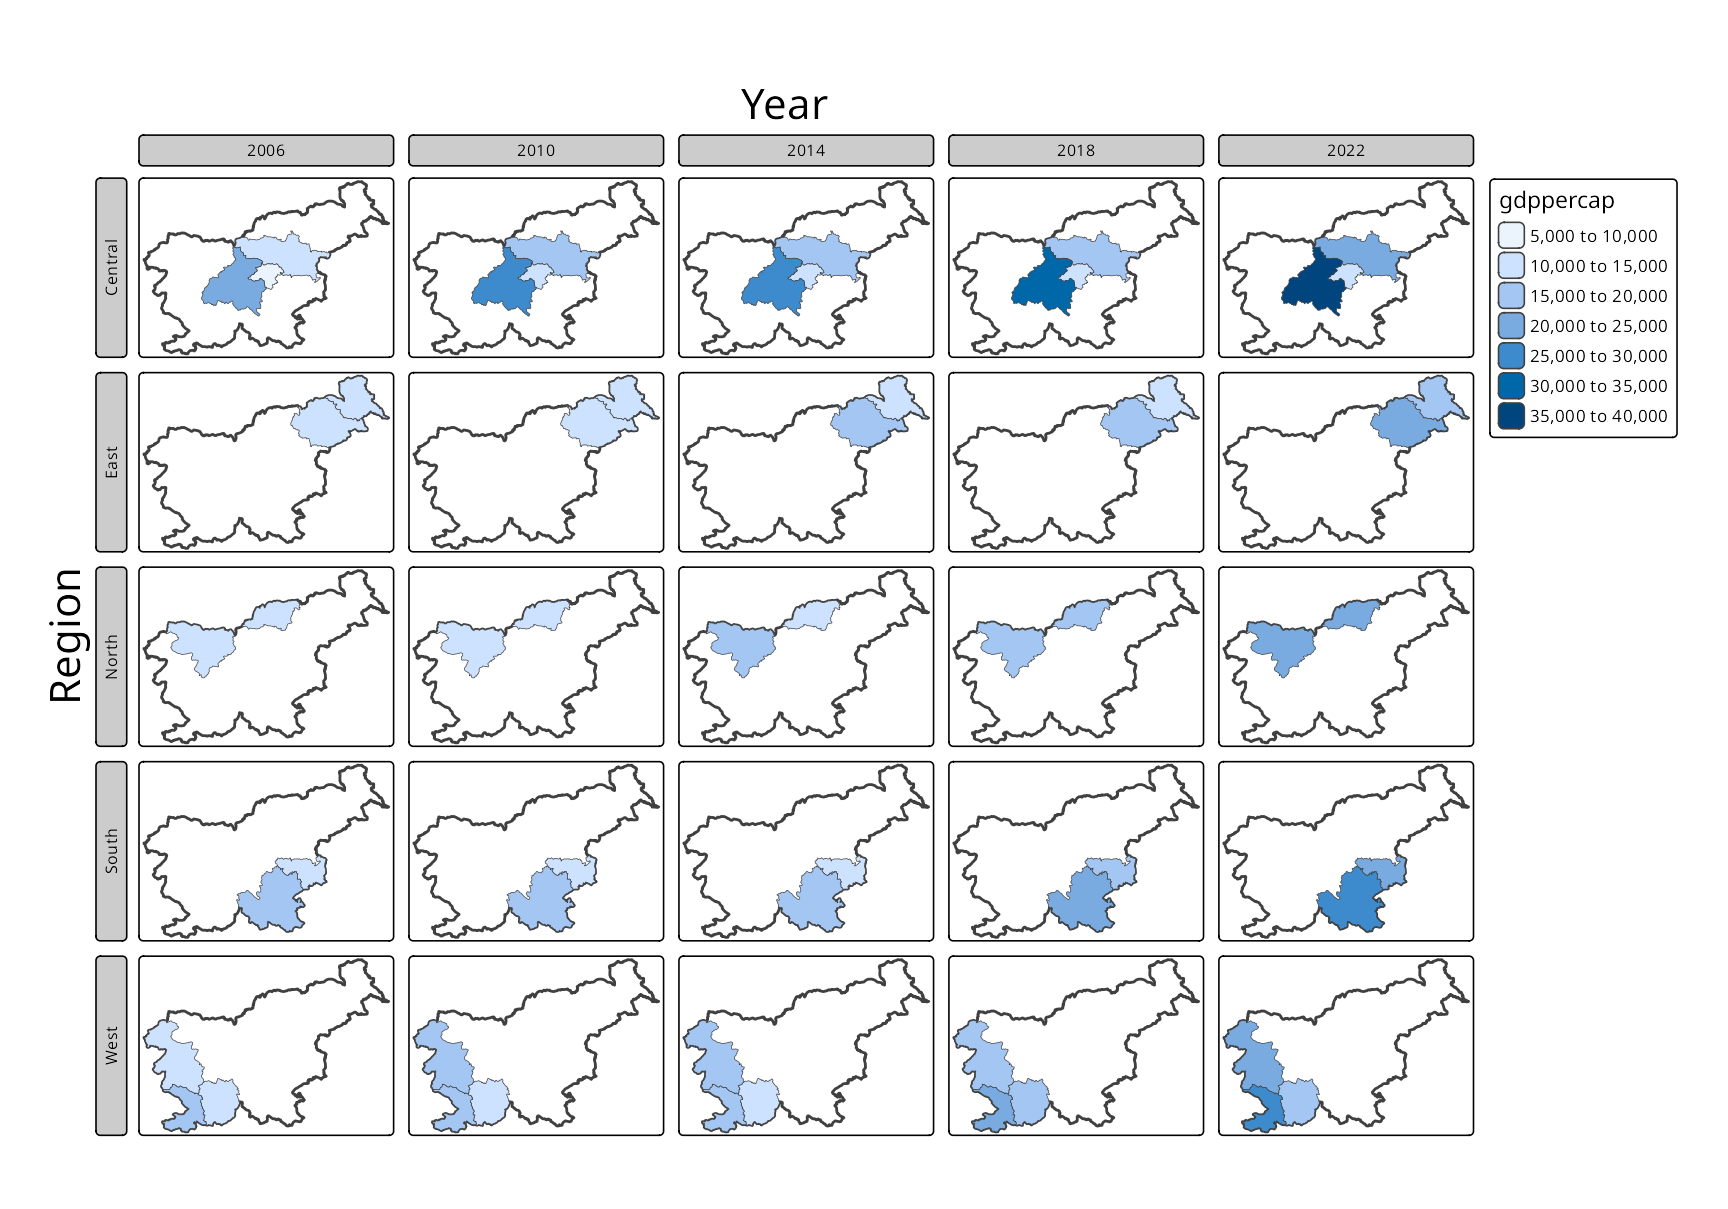 Year
2006
2010
2014
2018
2022
Region
Central
East
North
South
West
gdppercap
5,000 to 10,000
10,000 to 15,000
15,000 to 20,000
20,000 to 25,000
25,000 to 30,000
30,000 to 35,000
35,000 to 40,000